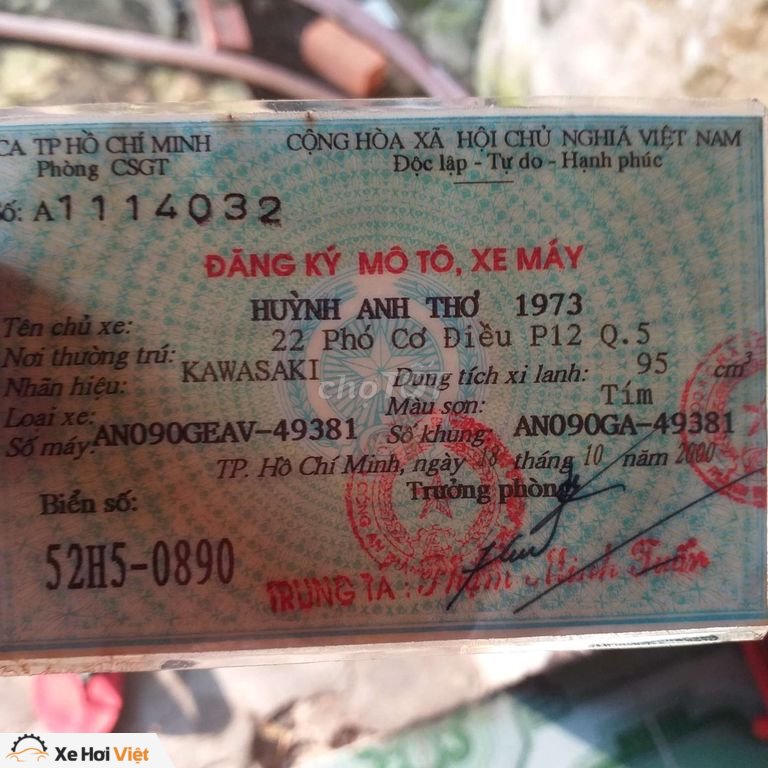 CA TP HỒ CHÍ MINH
Phòng CSGT
CỘNG HÒA XÃ HỘI CHỦ NGHIÃ VIỆT NAM
Độc lập - Tự do - Hạnh phúc
Số: A1114032
ĐĂNG KÝ MÔ TÔ, XE MÁY
Tên chủ xe: HUỲNH ANH THƠ 1973
Nơi thường trú: 22 Phó Cơ Điều P12 Q.5
Nhãn hiệu: KAWASAKI Dung tích xi lanh: 95 cm³
Loại xe: Màu sơn: Tím
Số máy: AN090GEAV-49381 Số khung: AN090GA-49381
TP. Hồ Chí Minh, ngày 18 tháng 10 năm 2000
Biển số: Trưởng phòng
52H5-0890
TRUNG TÁ: Phạm Minh Tuấn
Xe Hơi Việt